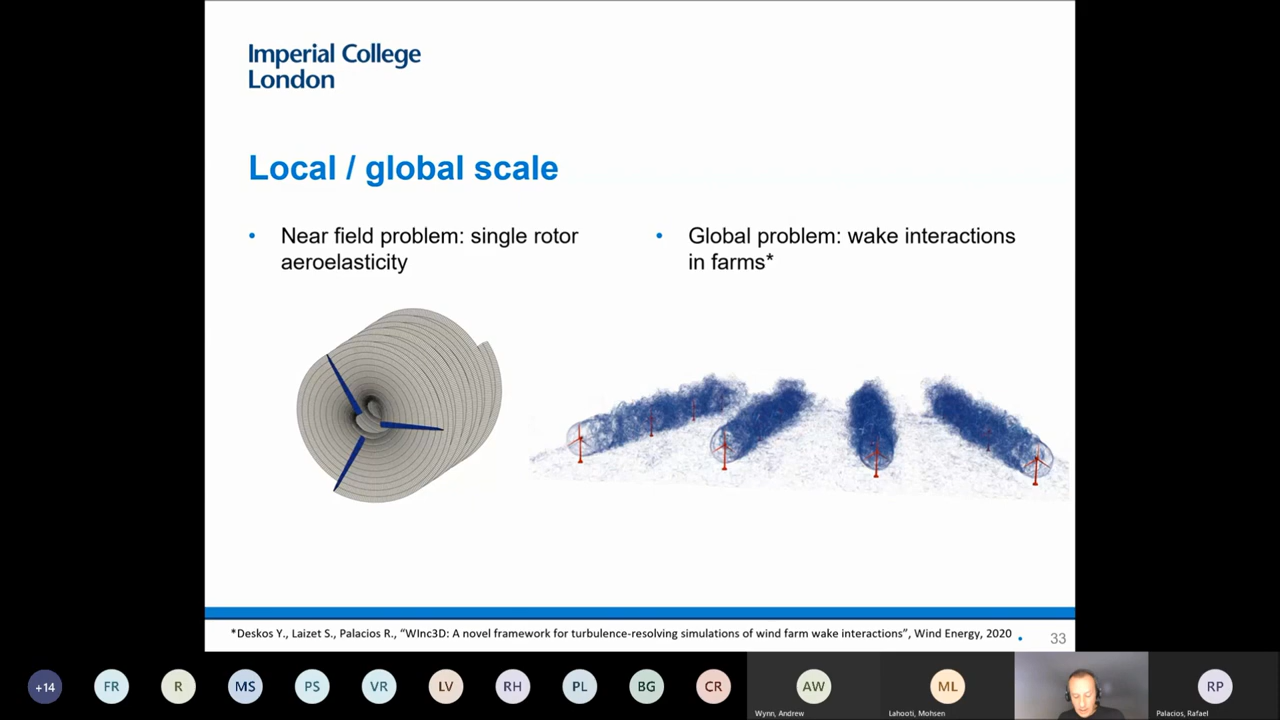 Imperial College
London
Local / global scale
• Near field problem: single rotor
aeroelasticity
• Global problem: wake interactions
in farms*
*Deskos Y., Laizet S., Palacios R., “WInc3D: A novel framework for turbulence-resolving simulations of wind farm wake interactions”, Wind Energy, 2020
33
+14 FR R MS PS VR LV RH PL BG CR AW ML RP
Wynn, Andrew Lahooti, Mohsen Palacios, Rafael